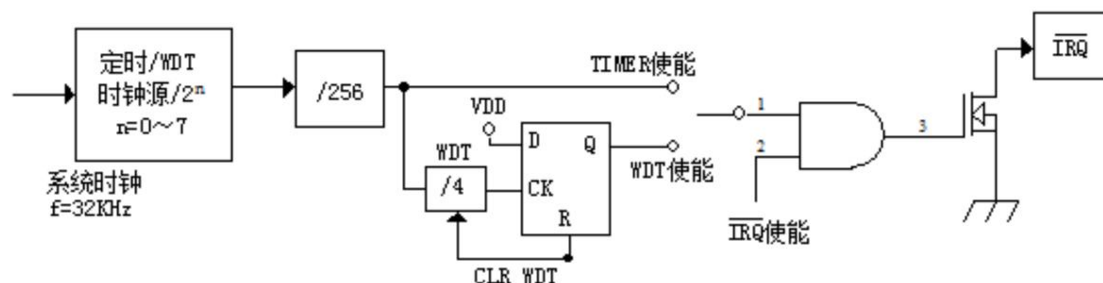 定时/WDT
时钟源/2ⁿ
n=0～7
系统时钟
f=32KHz
/256
TIMER使能
VDD
D
Q
WDT
/4
CK
R
CLR WDT
WDT使能
1
2
3
IRQ使能
IRQ